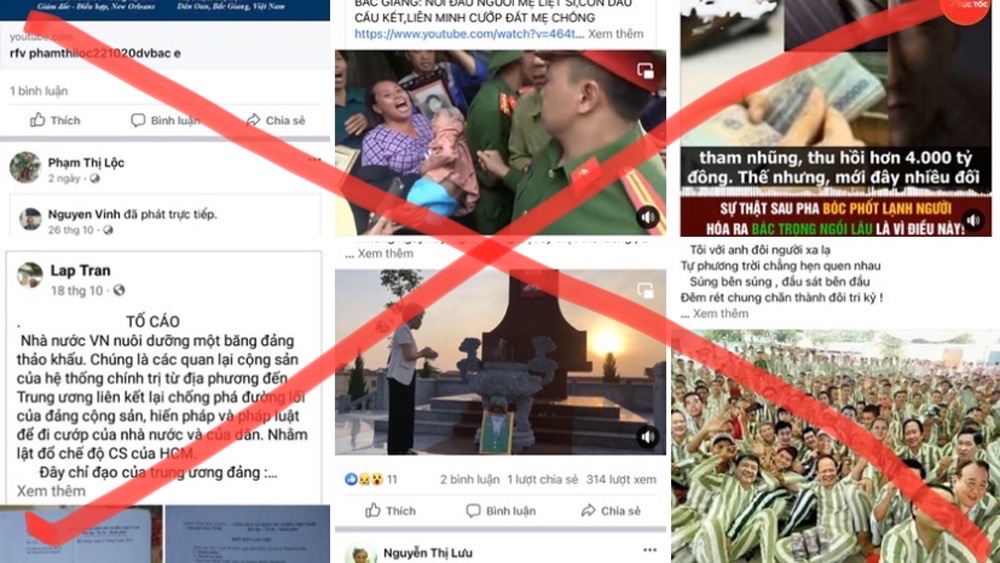 Giám đốc - Điều hợp, New Orleans
Dân Oan, Bắc Giang, Việt Nam
youtube.com
rfv phamthiloc221020dvbac e
1 bình luận
Thích
Bình luận
Chia sẻ
Phạm Thị Lộc
2 ngày
Nguyen Vinh đã phát trực tiếp.
26 thg 10
Lap Tran
18 thg 10
TỐ CÁO
Nhà nước VN nuôi dưỡng một băng đảng
thảo khấu. Chúng là các quan lại cộng sản
của hệ thống chính trị từ địa phương đến
Trung ương liên kết lại chống phá đường lối
của đảng cộng sản, hiến pháp và pháp luật
để đi cướp của nhà nước và của dân. Nhằm
lật đổ chế độ CS của HCM.
Đây chỉ đạo của trung ương đảng :...
Xem thêm
BẮC GIANG: NỖI ĐAU NGƯỜI MẸ LIỆT SĨ, CON DÂU
CẤU KẾT, LIÊN MINH CƯỚP ĐẤT MẸ CHỒNG
https://www.youtube.com/watch?v=464t... Xem thêm
... Xem thêm
11
2 bình luận 1 lượt chia sẻ 314 lượt xem
Thích
Bình luận
Chia sẻ
Nguyễn Thị Lưu
TỨC TỐC
tham nhũng, thu hồi hơn 4.000 tỷ
đồng. Thế nhưng, mới đây nhiều đối
SỰ THẬT SAU PHA BÓC PHỐT LẠNH NGƯỜI
HÓA RA BÁC TRỌNG NGỒI LÂU LÀ VÌ ĐIỀU NÀY!
Tôi với anh đôi người xa lạ
Tự phương trời chẳng hẹn quen nhau
Súng bên súng , đầu sát bên đầu
Đêm rét chung chăn thành đôi tri kỷ !
... Xem thêm